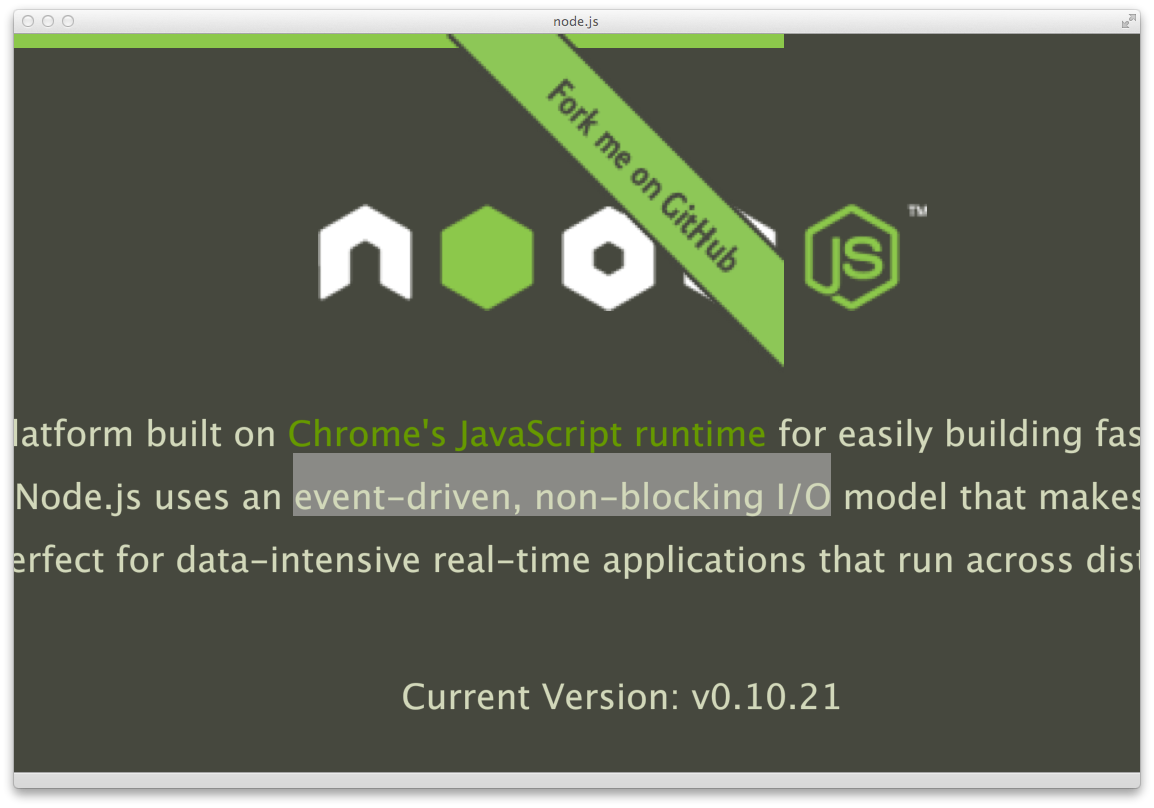 node.js
Fork me on GitHub
JS
TM
latform built on Chrome's JavaScript runtime for easily building fas
Node.js uses an event-driven, non-blocking I/O model that makes
erfect for data-intensive real-time applications that run across dist
Current Version: v0.10.21